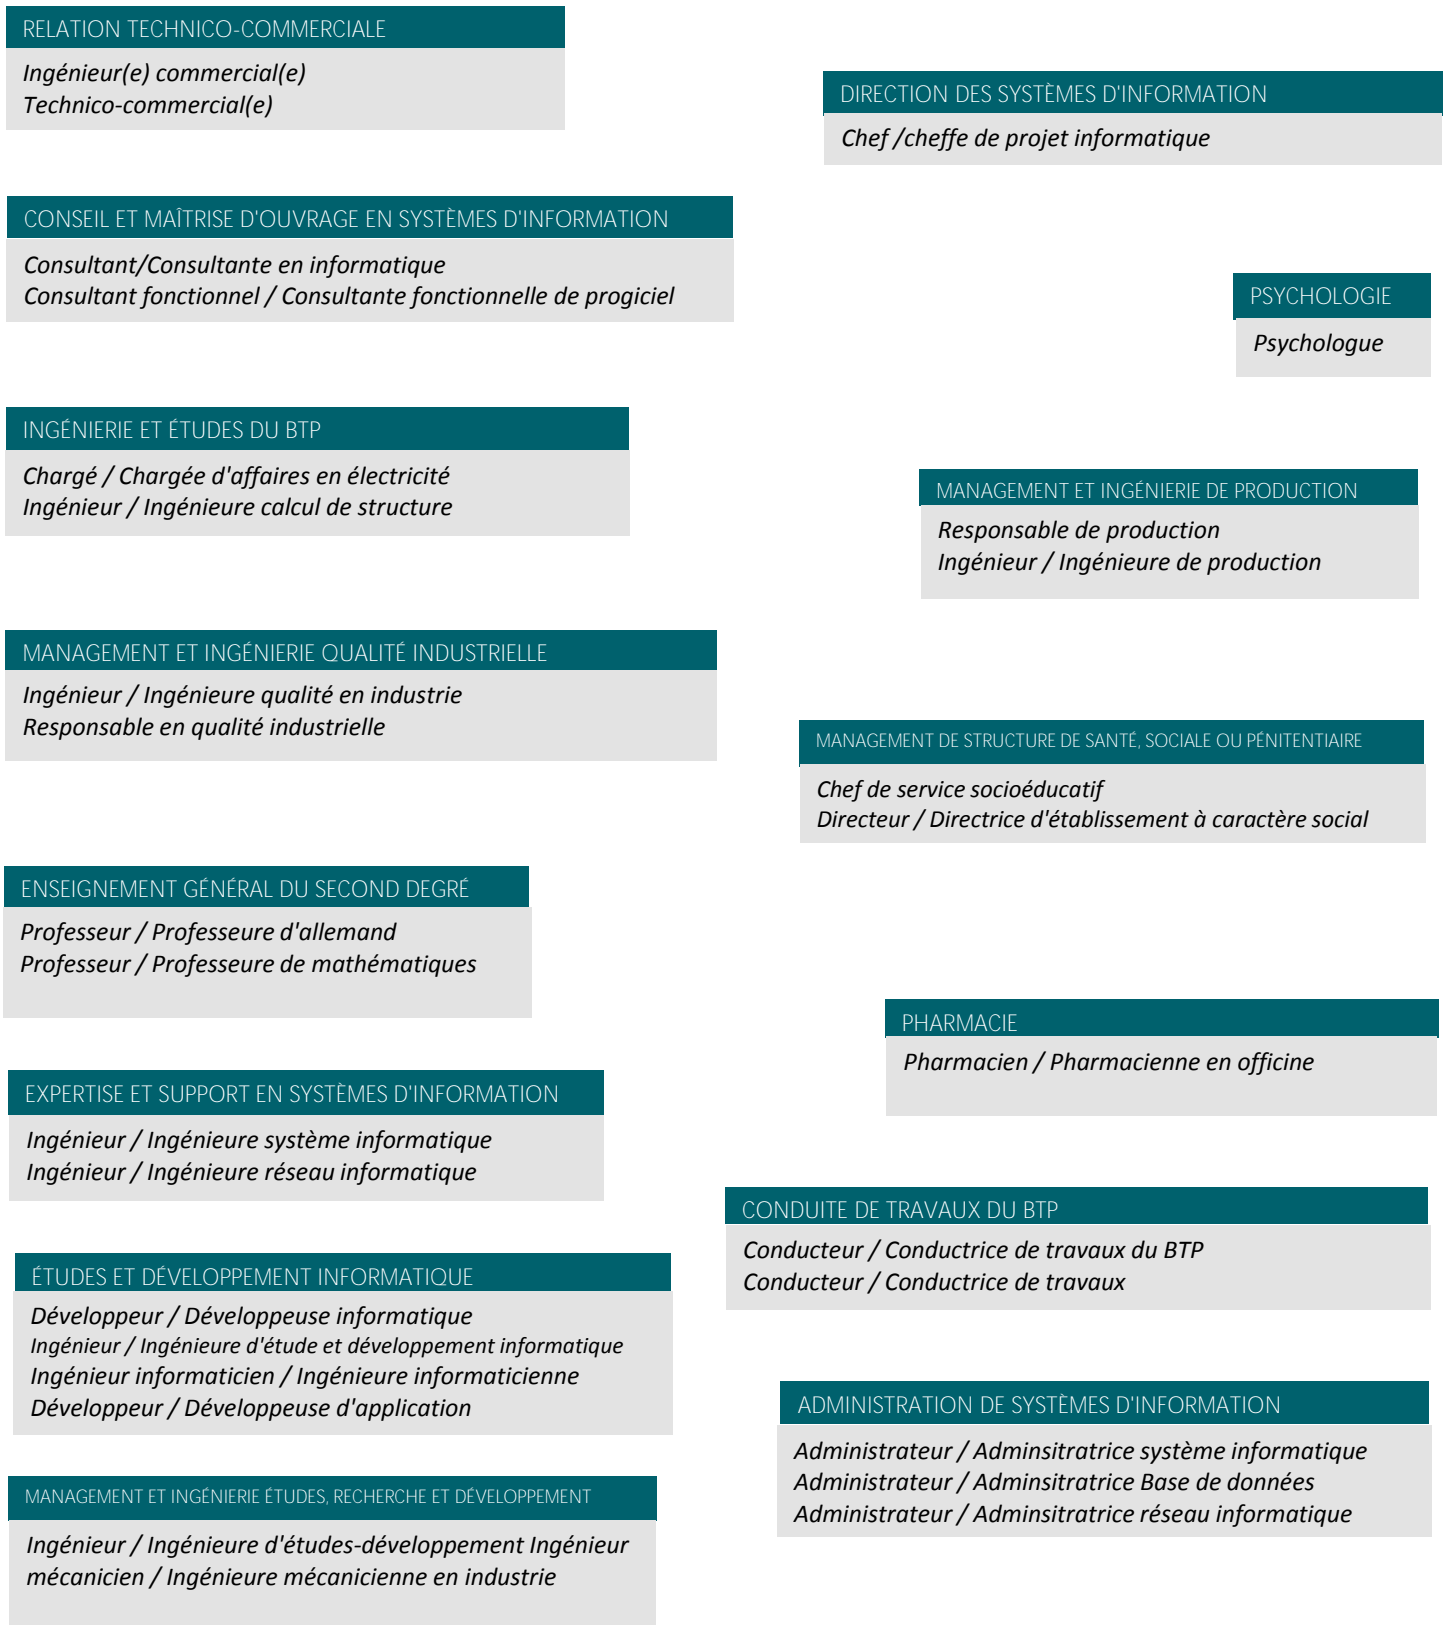 RELATION TECHNICO-COMMERCIALE
Ingénieur(e) commercial(e)
Technico-commercial(e)
DIRECTION DES SYSTÈMES D'INFORMATION
Chef /cheffe de projet informatique
CONSEIL ET MAÎTRISE D'OUVRAGE EN SYSTÈMES D'INFORMATION
Consultant/Consultante en informatique
Consultant fonctionnel / Consultante fonctionnelle de progiciel
PSYCHOLOGIE
Psychologue
INGÉNIERIE ET ÉTUDES DU BTP
Chargé / Chargée d'affaires en électricité
Ingénieur / Ingénieure calcul de structure
MANAGEMENT ET INGÉNIERIE DE PRODUCTION
Responsable de production
Ingénieur / Ingénieure de production
MANAGEMENT ET INGÉNIERIE QUALITÉ INDUSTRIELLE
Ingénieur / Ingénieure qualité en industrie
Responsable en qualité industrielle
MANAGEMENT DE STRUCTURE DE SANTÉ, SOCIALE OU PÉNITENTIAIRE
Chef de service socioéducatif
Directeur / Directrice d'établissement à caractère social
ENSEIGNEMENT GÉNÉRAL DU SECOND DEGRÉ
Professeur / Professeure d'allemand
Professeur / Professeure de mathématiques
PHARMACIE
Pharmacien / Pharmacienne en officine
EXPERTISE ET SUPPORT EN SYSTÈMES D'INFORMATION
Ingénieur / Ingénieure système informatique
Ingénieur / Ingénieure réseau informatique
CONDUITE DE TRAVAUX DU BTP
Conducteur / Conductrice de travaux du BTP
Conducteur / Conductrice de travaux
ÉTUDES ET DÉVELOPPEMENT INFORMATIQUE
Développeur / Développeuse informatique
Ingénieur / Ingénieure d'étude et développement informatique
Ingénieur informaticien / Ingénieure informaticienne
Développeur / Développeuse d'application
ADMINISTRATION DE SYSTÈMES D'INFORMATION
Administrateur / Adminsitratrice système informatique
Administrateur / Adminsitratrice Base de données
Administrateur / Adminsitratrice réseau informatique
MANAGEMENT ET INGÉNIERIE ÉTUDES, RECHERCHE ET DÉVELOPPEMENT
Ingénieur / Ingénieure d'études-développement Ingénieur
mécanicien / Ingénieure mécanicienne en industrie